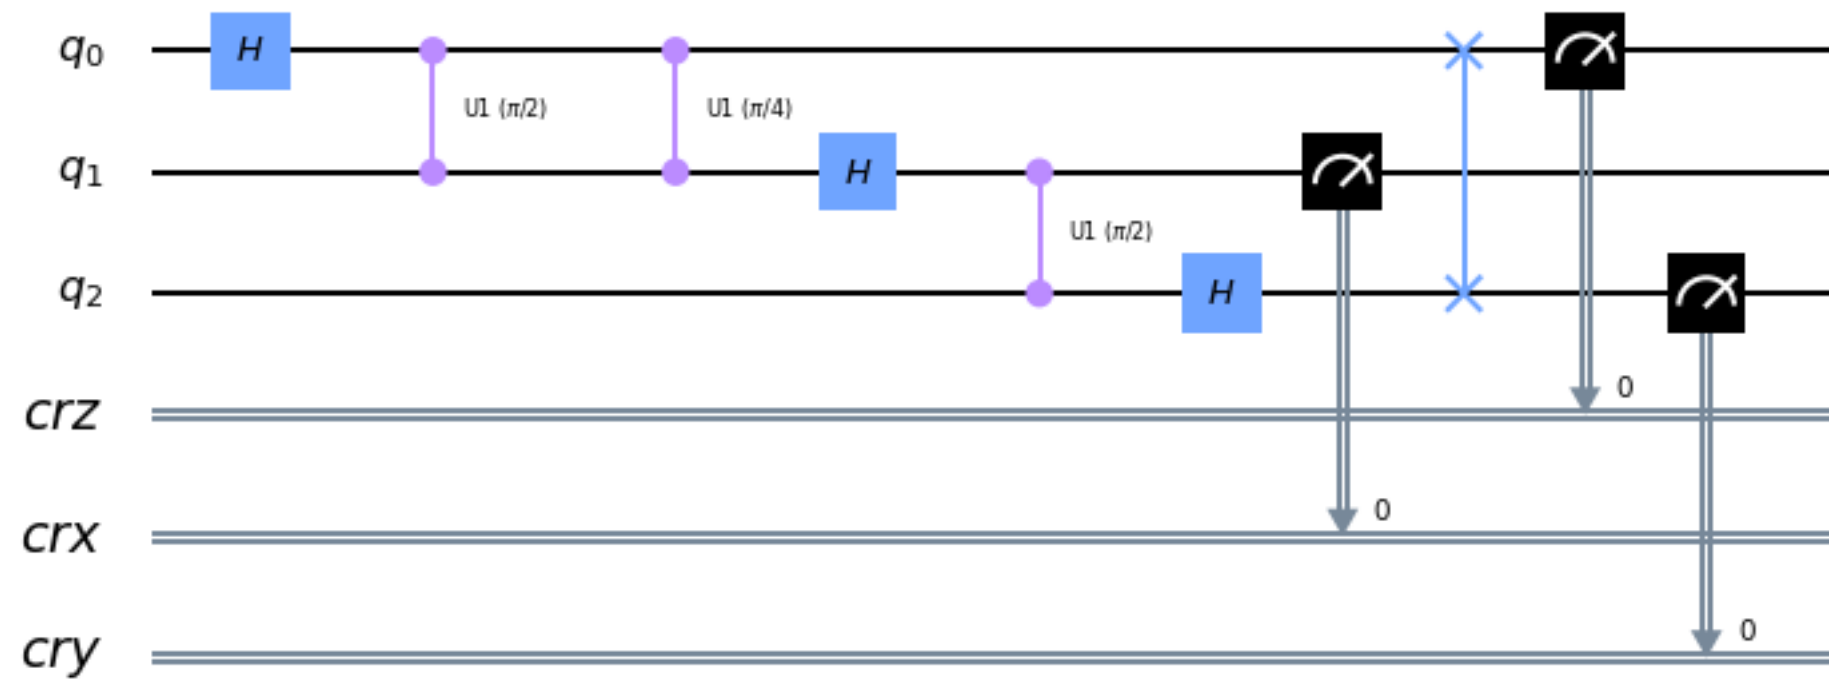 q0 H
U1 (π/2) U1 (π/4)
q1 H
U1 (π/2)
q2 H
crz 0
crx 0
cry 0